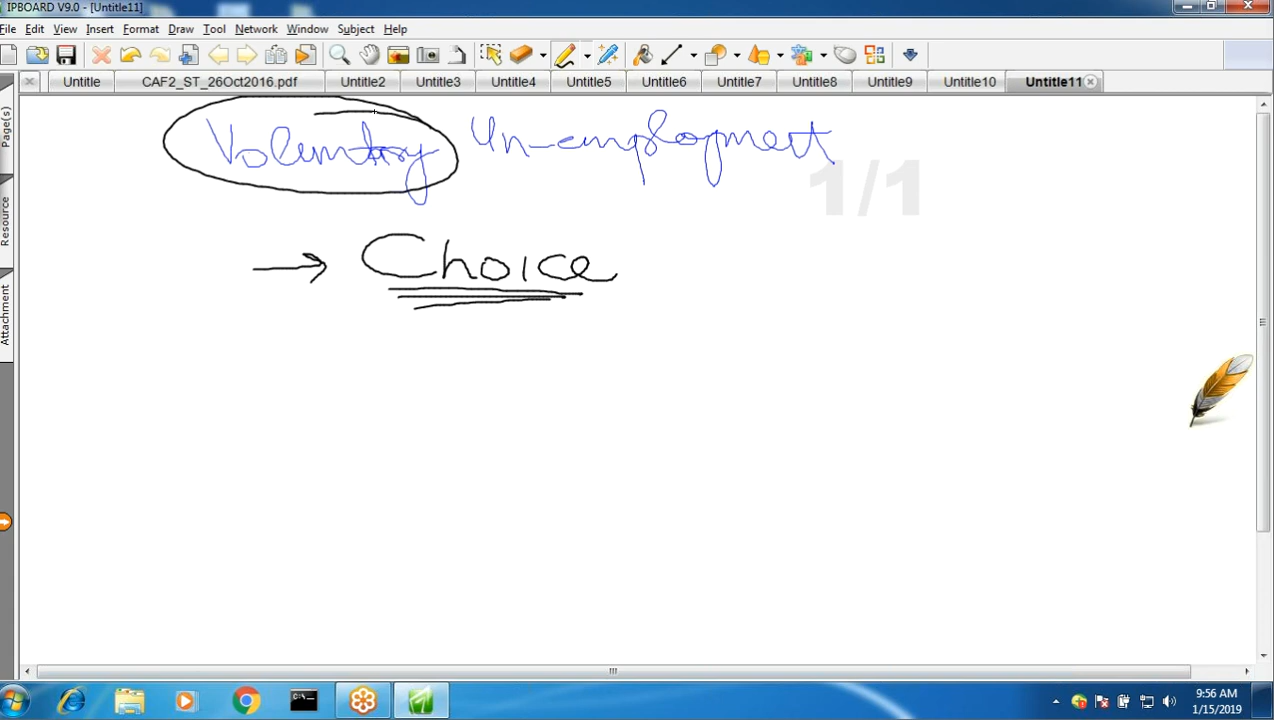 IPBOARD V9.0 - [Untitle11]
File Edit View Insert Format Draw Tool Network Window Subject Help
Untitle CAF2_ST_26Oct2016.pdf Untitle2 Untitle3 Untitle4 Untitle5 Untitle6 Untitle7 Untitle8 Untitle9 Untitle10 Untitle11
Page(s)
Resource
Attachment
Voluntary Un-employment
1/1
→ Choice
9:56 AM
1/15/2019